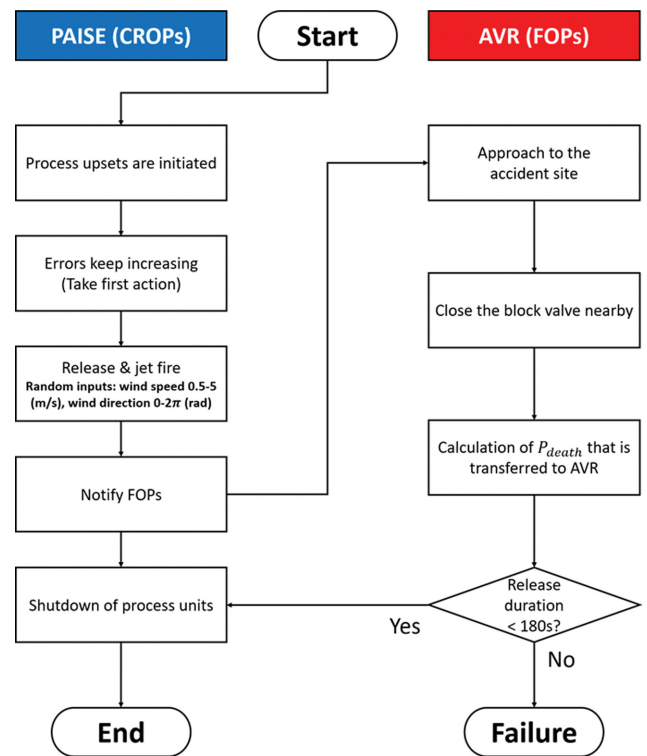 PAISE (CROPs)
Start
AVR (FOPs)
Process upsets are initiated
Approach to the
accident site
Errors keep increasing
(Take first action)
Close the block valve nearby
Release & jet fire
Random inputs: wind speed 0.5-5
(m/s), wind direction 0-2π (rad)
Calculation of P_death that is
transferred to AVR
Notify FOPs
Shutdown of process units
Release
duration
< 180s?
Yes
No
End
Failure